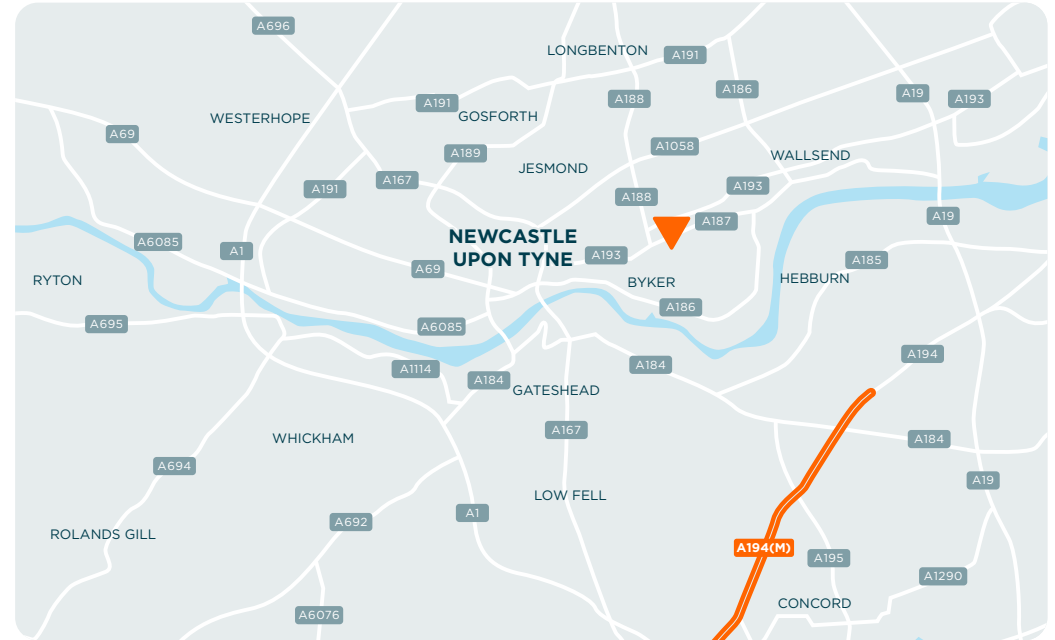 A696
LONGBENTON
A191
A186
A19
A193
A188
A191
GOSFORTH
WESTERHOPE
A69
A1058
A189
JESMOND
WALLSEND
A167
A191
A193
A188
A187
A19
NEWCASTLE
UPON TYNE
A6085
A1
A193
A185
A69
RYTON
BYKER
HEBBURN
A186
A695
A6085
A194
A1114
A184
A184
GATESHEAD
A167
WHICKHAM
A184
A694
A19
LOW FELL
A1
A692
ROLANDS GILL
A194(M)
A195
A1290
CONCORD
A6076